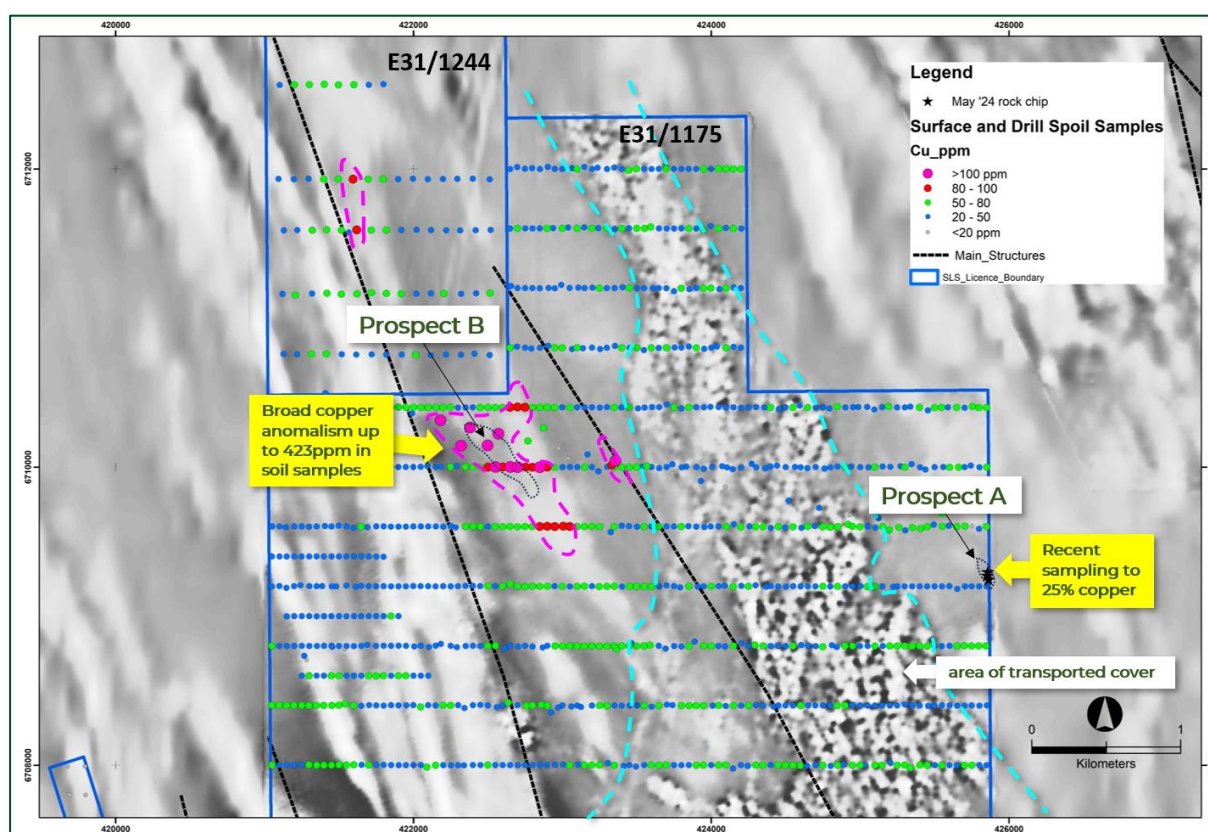 420000
422000
424000
426000
E31/1244
E31/1175
Legend
May '24 rock chip
Surface and Drill Spoil Samples
Cu_ppm
>100 ppm
80 - 100
50 - 80
20 - 50
<20 ppm
Main_Structures
SLS_Licence_Boundary
6712000
Prospect B
Broad copper
anomalism up
to 423ppm in
soil samples
6710000
Prospect A
Recent
sampling to
25% copper
area of transported cover
0
1
Kilometers
6708000
420000
422000
424000
426000